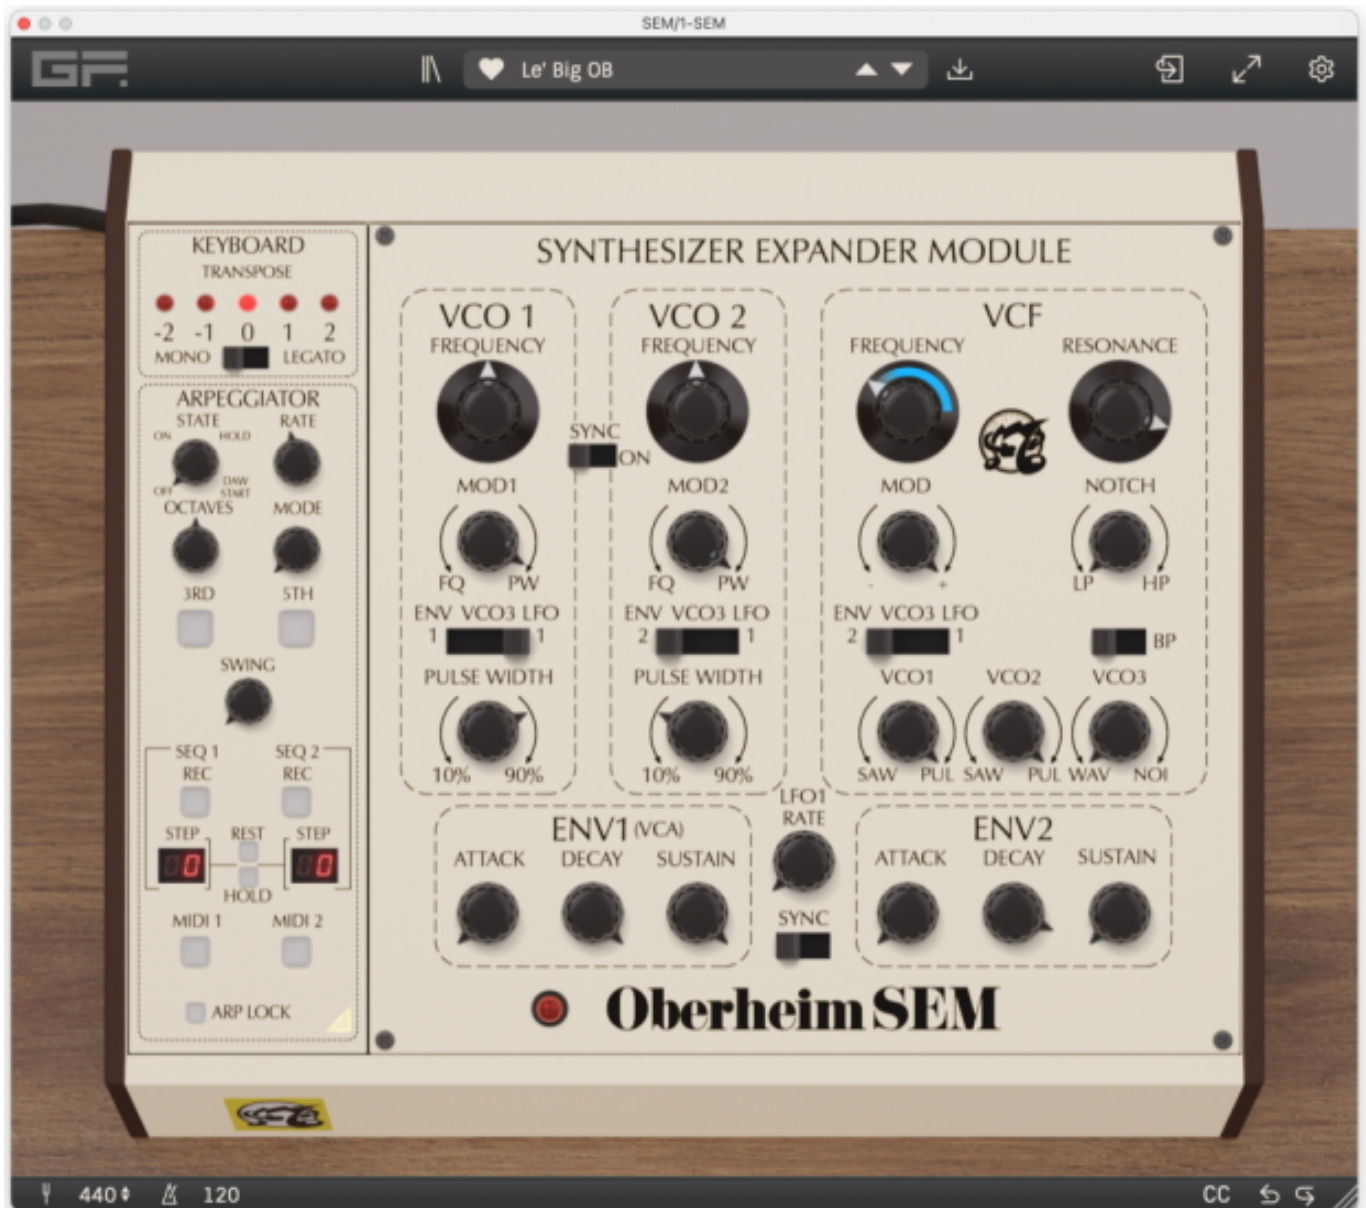 SEM/1-SEM
GF.
Le' Big OB
KEYBOARD
TRANSPOSE
-2 -1 0 1 2
MONO LEGATO
ARPEGGIATOR
STATE RATE
ON HOLD
OFF DAW START
OCTAVES MODE
3RD 5TH
SWING
SEQ 1 SEQ 2
REC REC
STEP REST STEP
0 0
HOLD
MIDI 1 MIDI 2
ARP LOCK
SYNTHESIZER EXPANDER MODULE
VCO 1
FREQUENCY
SYNC
ON
MOD1
FQ PW
ENV VCO3 LFO
1 1
PULSE WIDTH
10% 90%
VCO 2
FREQUENCY
MOD2
FQ PW
ENV VCO3 LFO
2 1
PULSE WIDTH
10% 90%
VCF
FREQUENCY RESONANCE
MOD NOTCH
- + LP HP
ENV VCO3 LFO
2 1 BP
VCO1 VCO2 VCO3
SAW PUL SAW PUL WAV NOI
ENV1 (VCA)
ATTACK DECAY SUSTAIN
LFO1
RATE
SYNC
ENV2
ATTACK DECAY SUSTAIN
Oberheim SEM
440 120 CC